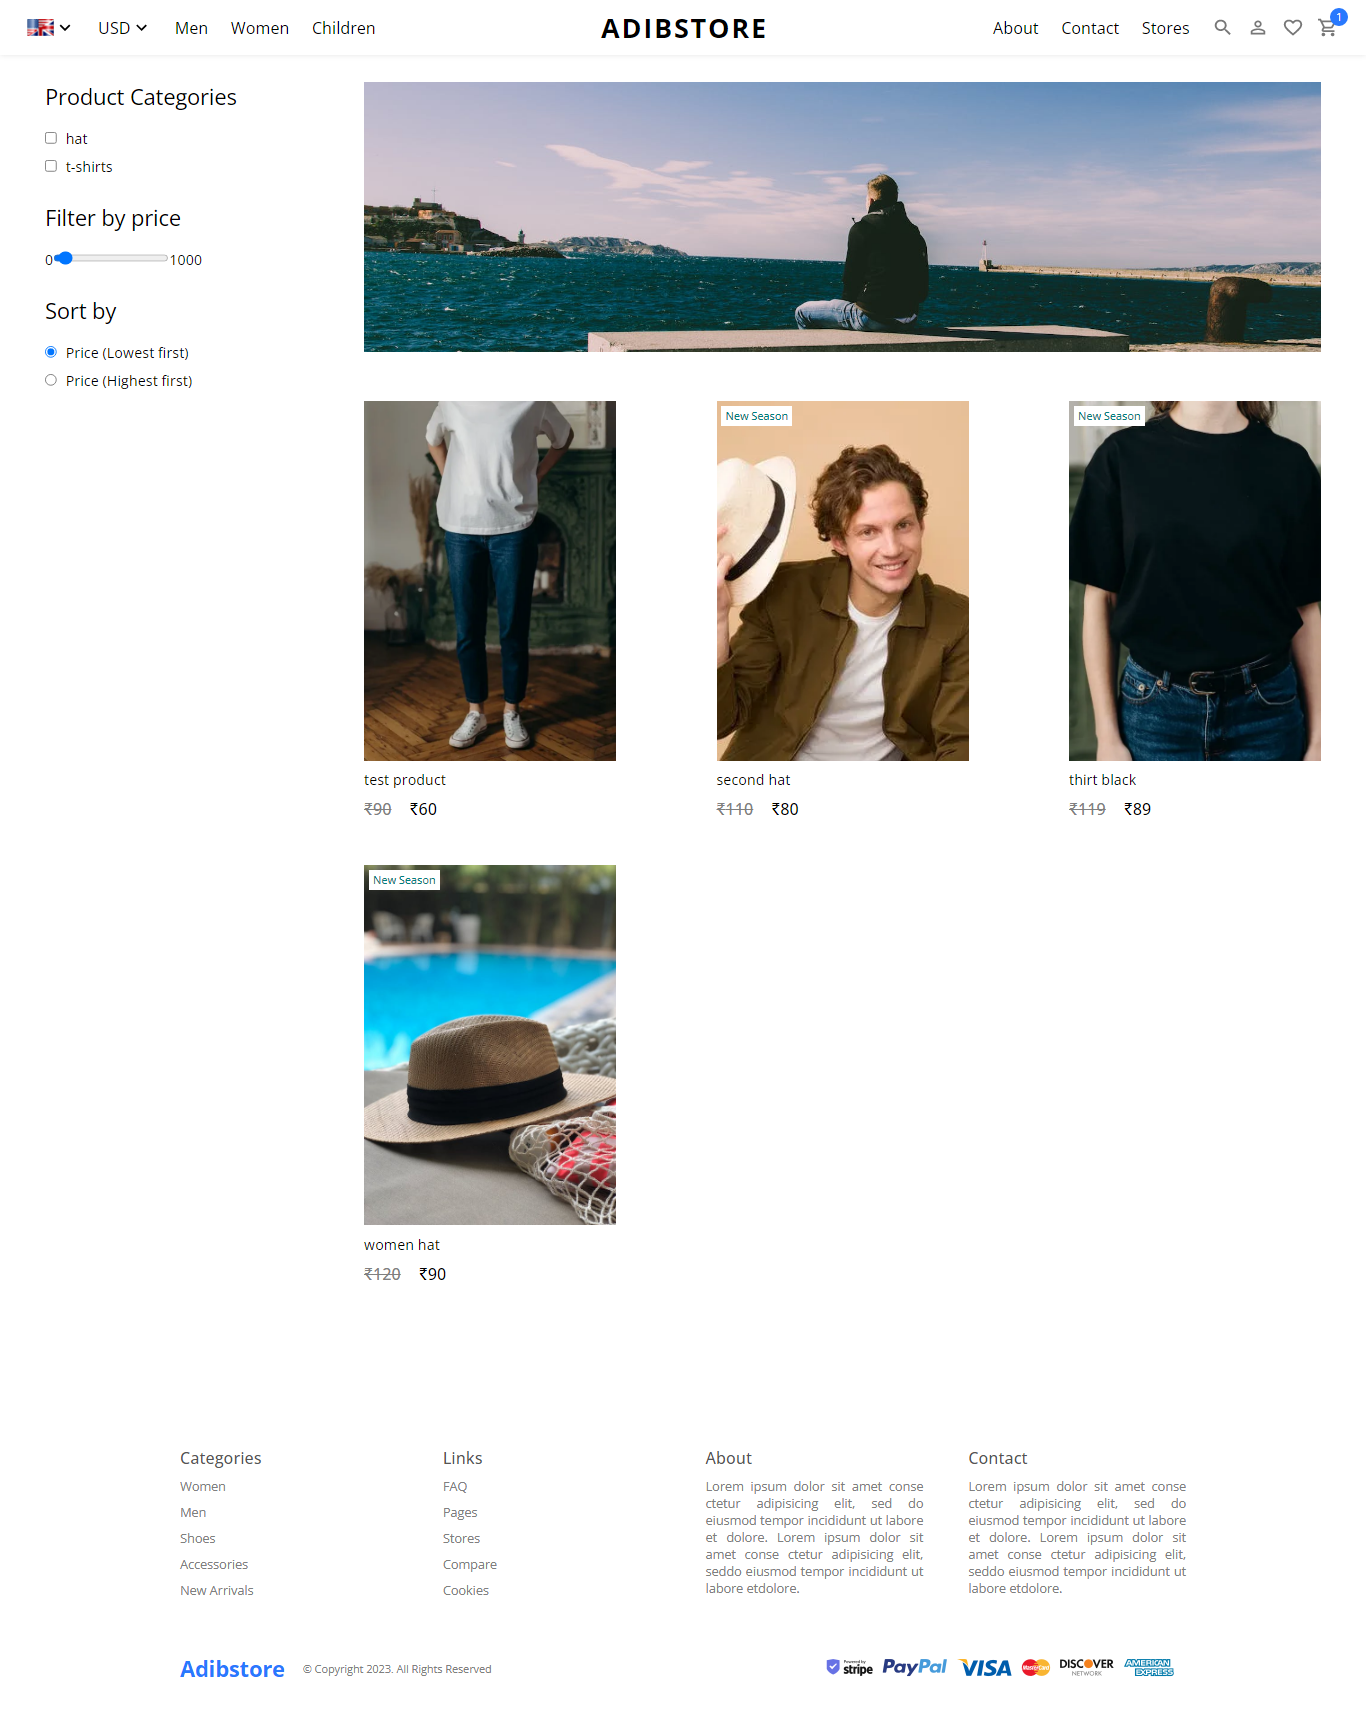 USD Men Women Children ADIBSTORE About Contact Stores 1
Product Categories
hat
t-shirts
Filter by price
0 1000
Sort by
Price (Lowest first)
Price (Highest first)
New Season
New Season
test product
₹90 ₹60
second hat
₹110 ₹80
thirt black
₹119 ₹89
New Season
women hat
₹120 ₹90
Categories
Women
Men
Shoes
Accessories
New Arrivals
Links
FAQ
Pages
Stores
Compare
Cookies
About
Lorem ipsum dolor sit amet conse
ctetur adipisicing elit, sed do
eiusmod tempor incididunt ut labore
et dolore. Lorem ipsum dolor sit
amet conse ctetur adipisicing elit,
seddo eiusmod tempor incididunt ut
labore etdolore.
Contact
Lorem ipsum dolor sit amet conse
ctetur adipisicing elit, sed do
eiusmod tempor incididunt ut labore
et dolore. Lorem ipsum dolor sit
amet conse ctetur adipisicing elit,
seddo eiusmod tempor incididunt ut
labore etdolore.
Adibstore © Copyright 2023. All Rights Reserved
Powered by
stripe PayPal VISA MasterCard DISCOVER NETWORK AMERICAN EXPRESS